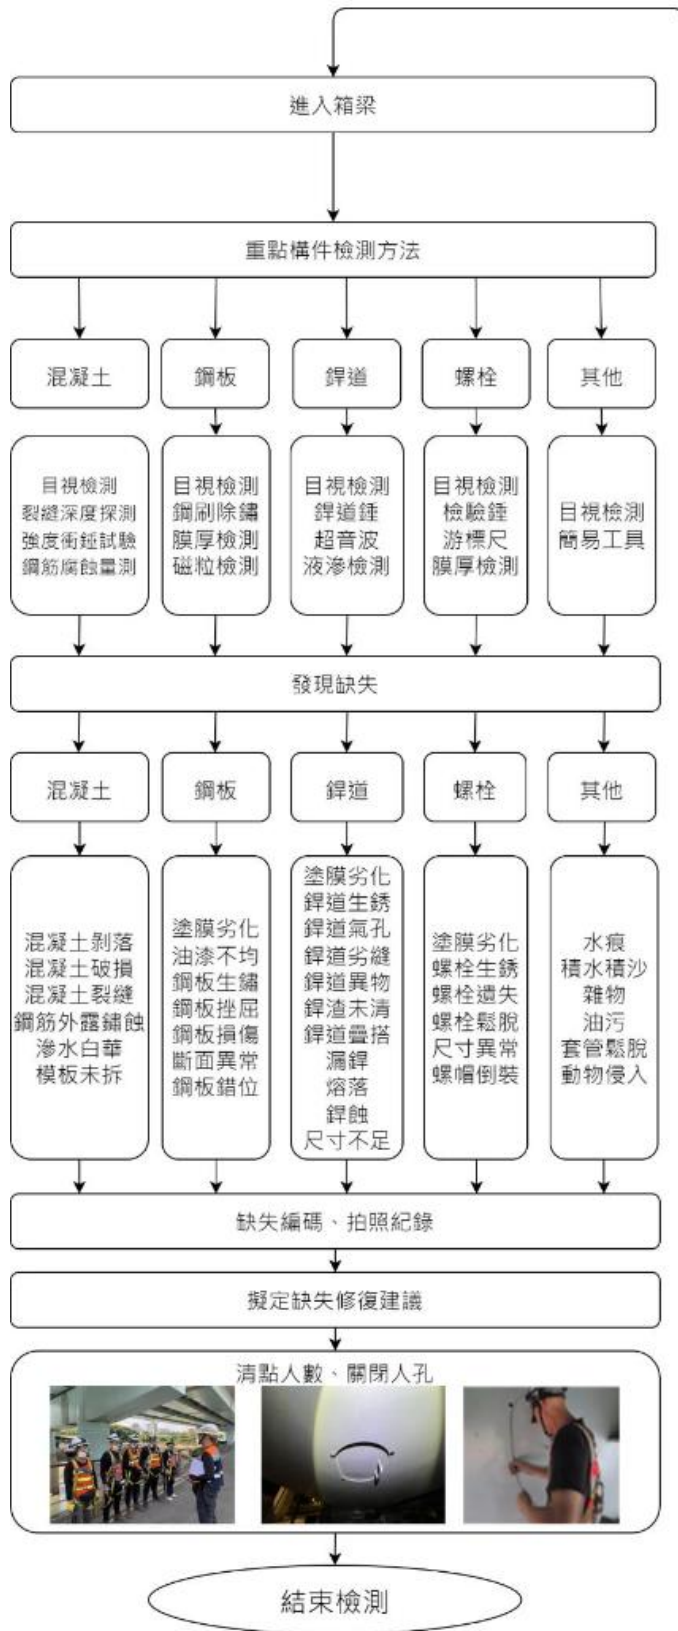 進入箱梁
重點構件檢測方法
混凝土
鋼板
銲道
螺栓
其他
目視檢測
裂縫深度探測
強度衝錘試驗
鋼筋腐蝕量測
目視檢測
鋼刷除鏽
膜厚檢測
磁粒檢測
目視檢測
銲道錘
超音波
液滲檢測
目視檢測
檢驗錘
游標尺
膜厚檢測
目視檢測
簡易工具
發現缺失
混凝土
鋼板
銲道
螺栓
其他
混凝土剝落
混凝土破損
混凝土裂縫
鋼筋外露鏽蝕
滲水白華
模板未拆
塗膜劣化
油漆不均
鋼板生鏽
鋼板挫屈
鋼板損傷
斷面異常
鋼板錯位
塗膜劣化
銲道生銹
銲道氣孔
銲道劣縫
銲道異物
銲渣未清
銲道疊搭
漏銲
熔落
銲蝕
尺寸不足
塗膜劣化
螺栓生銹
螺栓遺失
螺栓鬆脫
尺寸異常
螺帽倒裝
水痕
積水積沙
雜物
油污
套管鬆脫
動物侵入
缺失編碼、拍照紀錄
擬定缺失修復建議
清點人數、關閉人孔
結束檢測